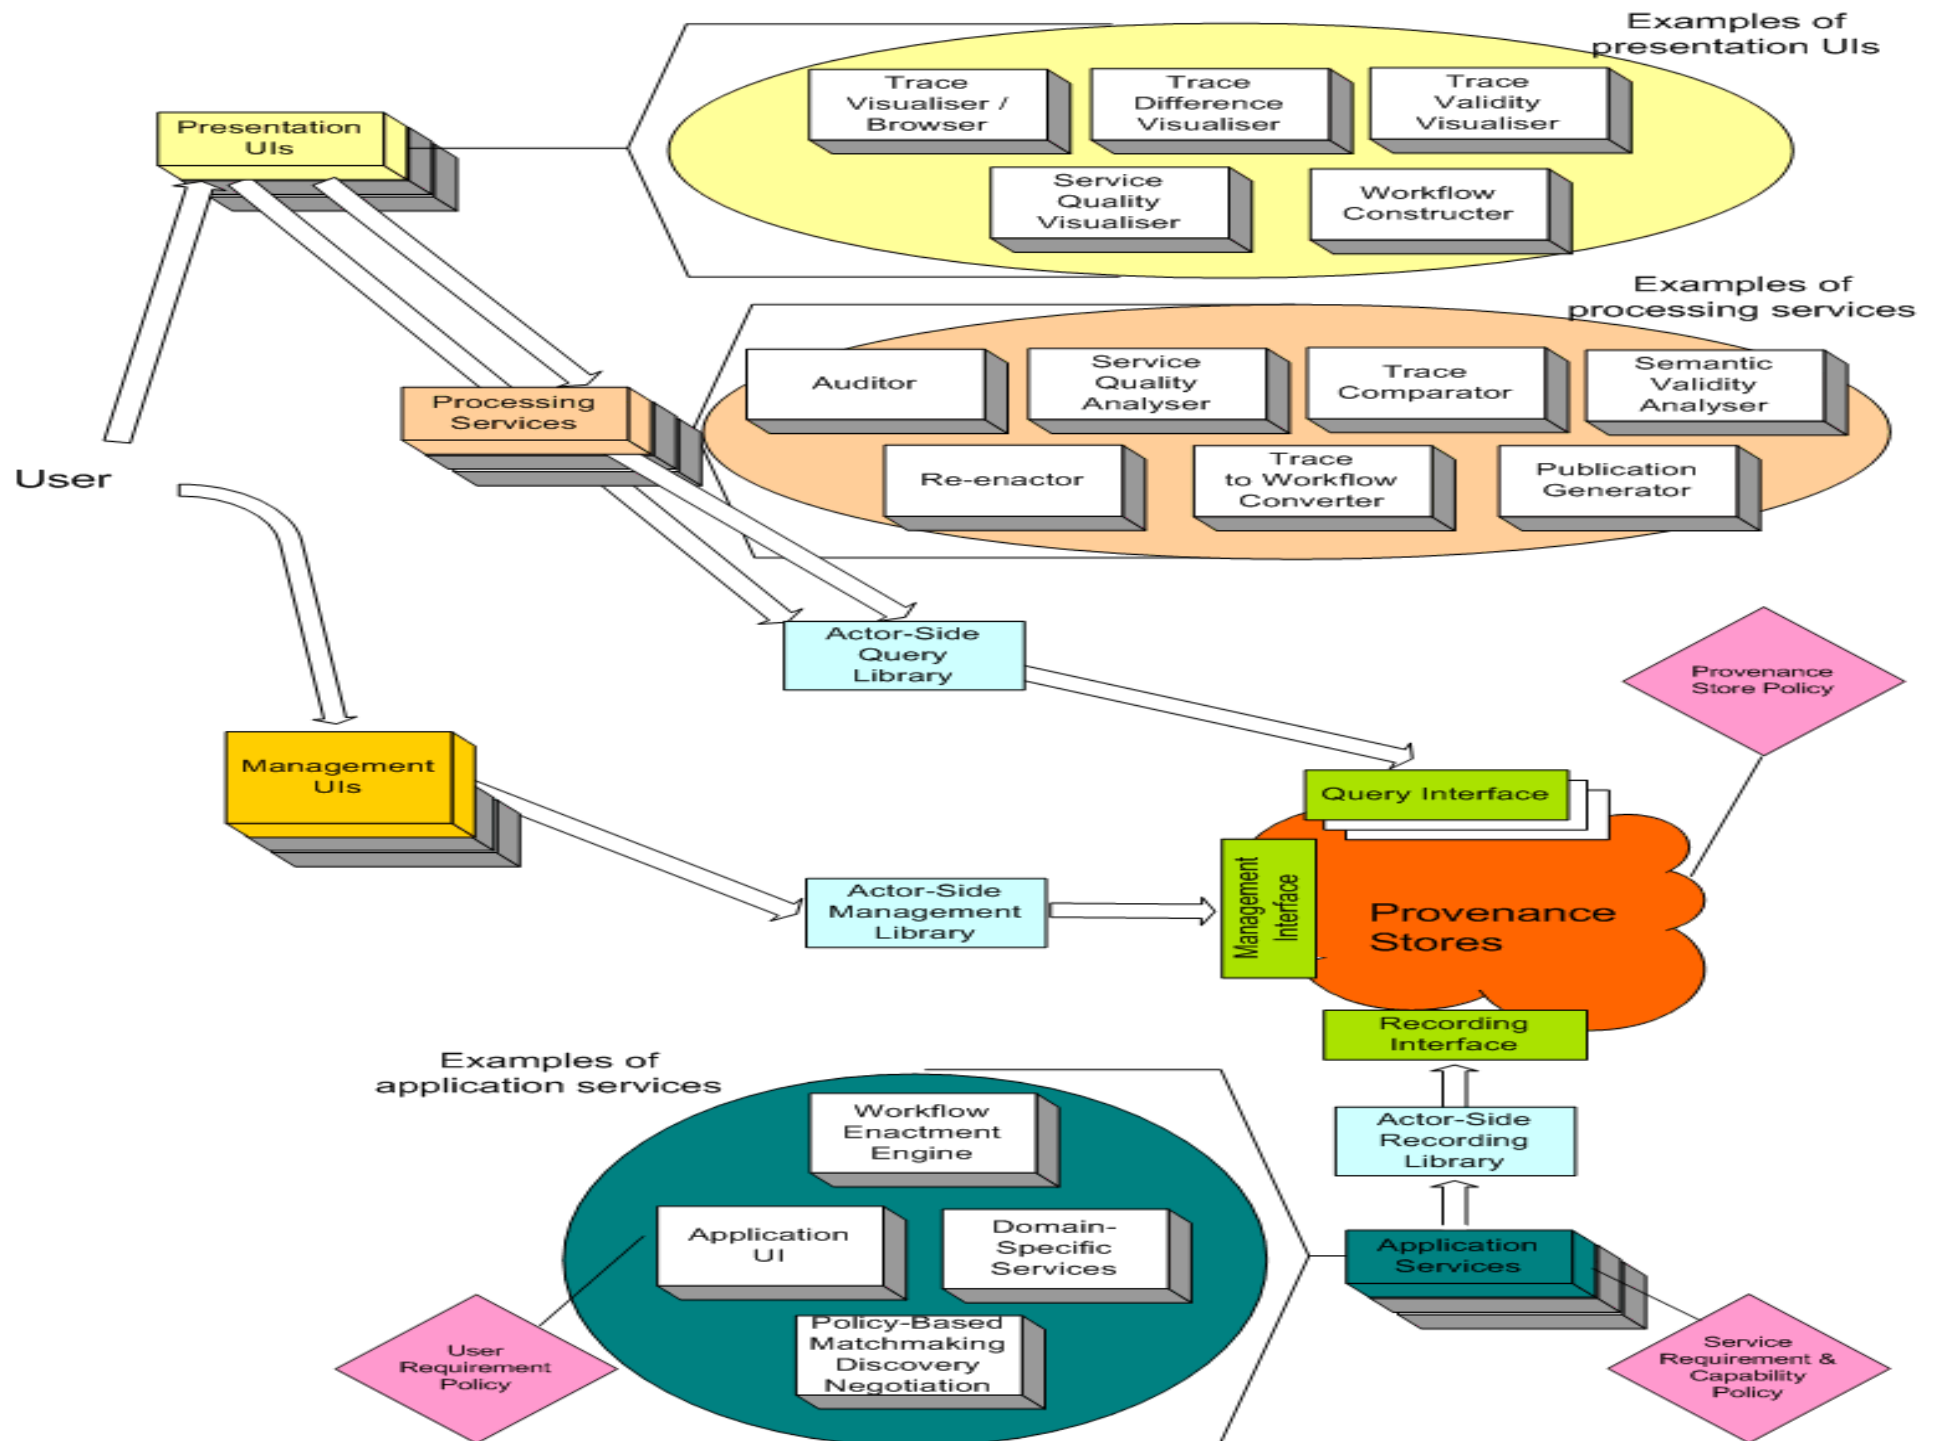 Examples of
presentation UIs
Trace
Visualiser /
Browser
Trace
Difference
Visualiser
Trace
Validity
Visualiser
Presentation
UIs
Service
Quality
Visualiser
Workflow
Constructer
Examples of
processing services
Auditor
Service
Quality
Analyser
Trace
Comparator
Semantic
Validity
Analyser
Processing
Services
Re-enactor
Trace
to Workflow
Converter
Publication
Generator
User
Actor-Side
Query
Library
Provenance
Store Policy
Management
UIs
Query Interface
Actor-Side
Management
Library
Management
Interface
Provenance
Stores
Recording
Interface
Examples of
application services
Workflow
Enactment
Engine
Actor-Side
Recording
Library
Application
UI
Domain-
Specific
Services
Application
Services
Policy-Based
Matchmaking
Discovery
Negotiation
User
Requirement
Policy
Service
Requirement &
Capability
Policy